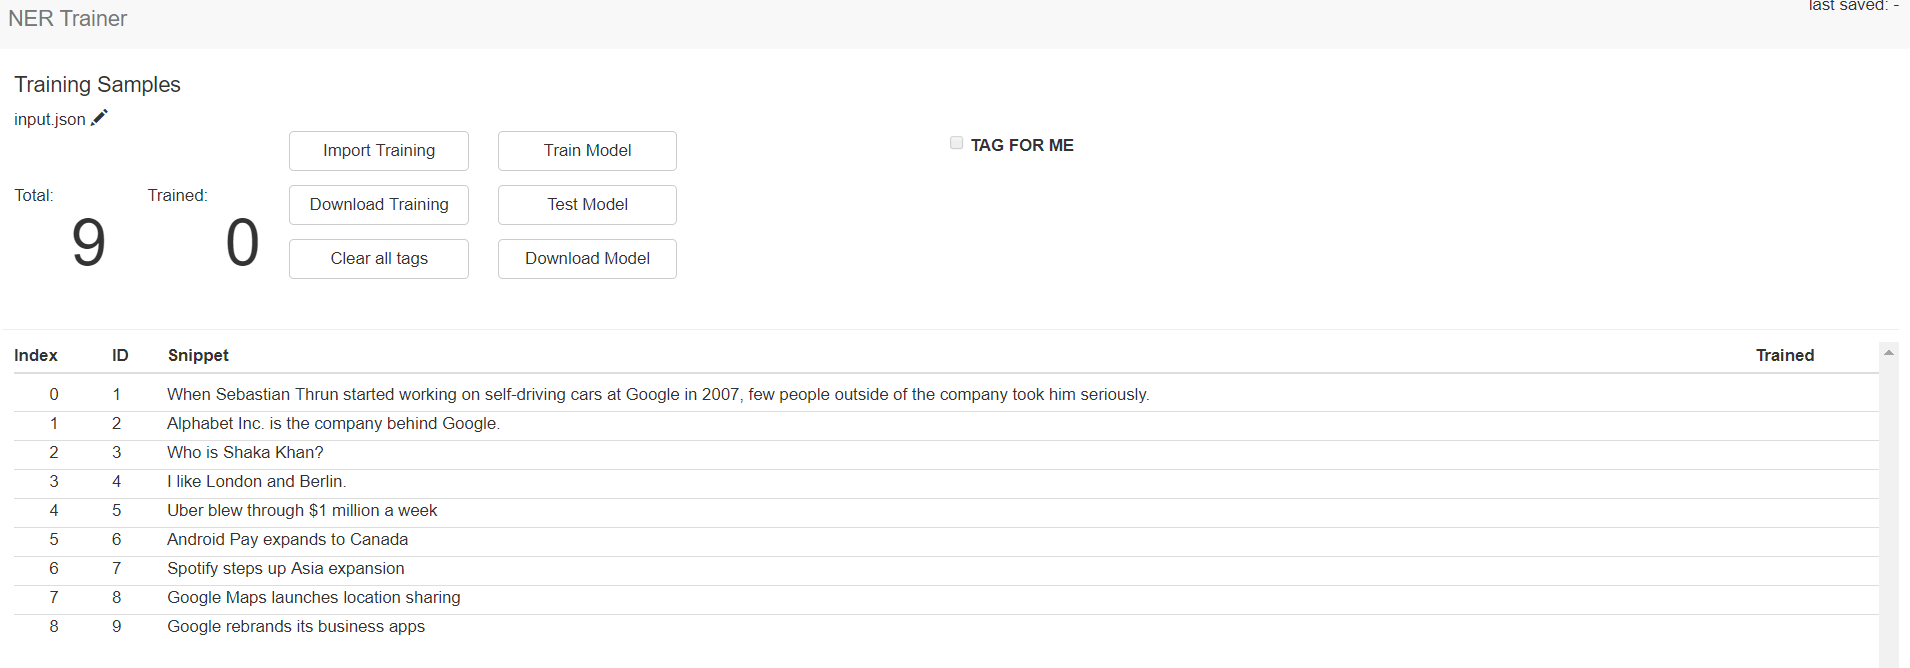 NER Trainer
last saved: -
Training Samples
input.json
Import Training
Train Model
TAG FOR ME
Total:
Trained:
Download Training
Test Model
9
0
Clear all tags
Download Model
Index ID Snippet Trained
0 1 When Sebastian Thrun started working on self-driving cars at Google in 2007, few people outside of the company took him seriously.
1 2 Alphabet Inc. is the company behind Google.
2 3 Who is Shaka Khan?
3 4 I like London and Berlin.
4 5 Uber blew through $1 million a week
5 6 Android Pay expands to Canada
6 7 Spotify steps up Asia expansion
7 8 Google Maps launches location sharing
8 9 Google rebrands its business apps